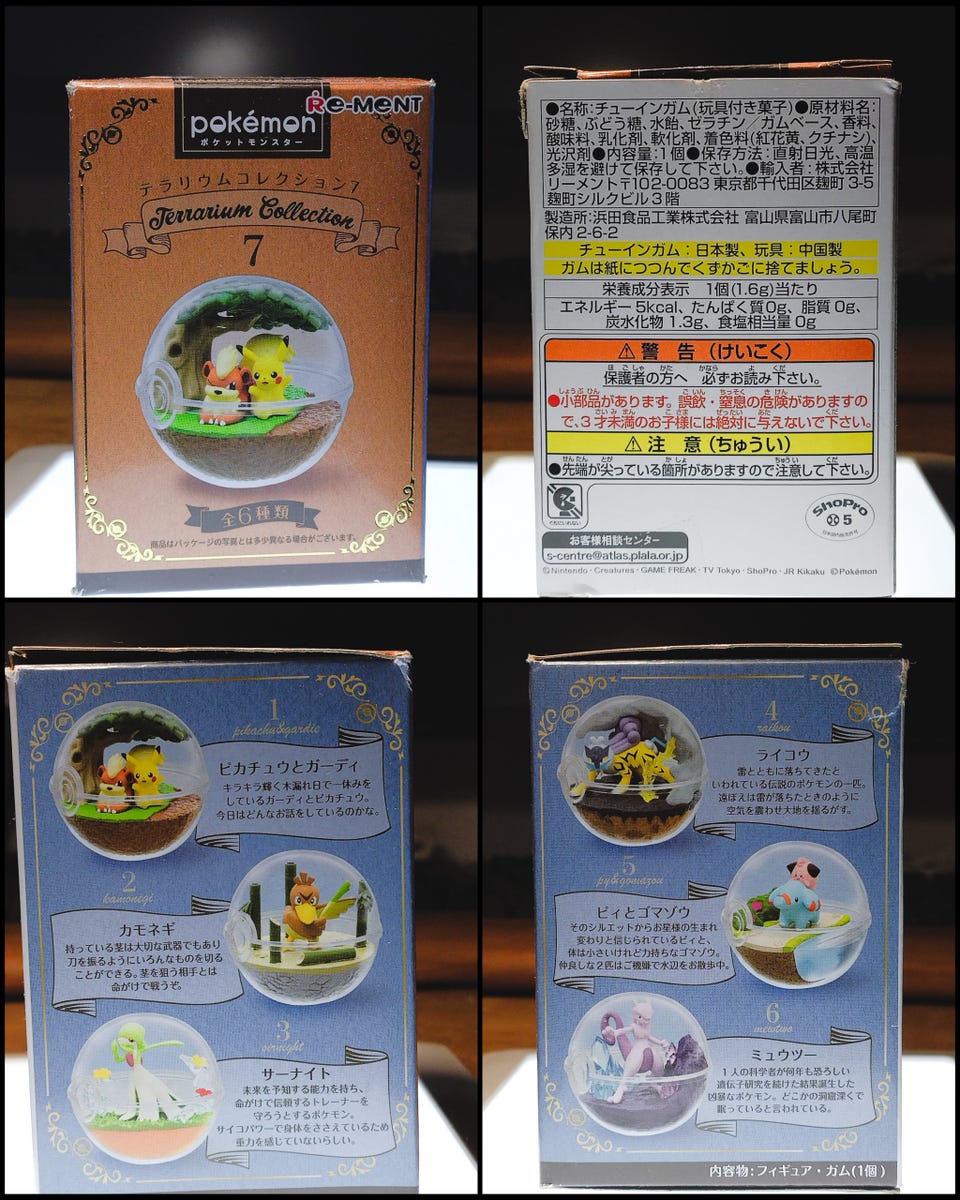 Re-MENT
pokémon
ポケットモンスター
テラリウムコレクション7
Terrarium Collection
7
全6種類
商品はパッケージの写真とは多少異なる場合がございます。
●名称:チューインガム(玩具付き菓子)●原材料名:
砂糖、ぶどう糖、水飴、ゼラチン/ガムベース、香料、
酸味料、乳化剤、軟化剤、着色料(紅花黄、クチナシ)、
光沢剤●内容量:1個●保存方法:直射日光、高温
多湿を避けて保存して下さい。●輸入者:株式会社
リーメント〒102-0083 東京都千代田区麹町 3-5
麹町シルクビル3階
製造所:浜田食品工業株式会社 富山県富山市八尾町
保内 2-6-2
チューインガム:日本製、玩具:中国製
ガムは紙につつんでくずかごに捨てましょう。
栄養成分表示 1個(1.6g)当たり
エネルギー 5kcal、たんぱく質0g、脂質 0g、
炭水化物 1.3g、食塩相当量 0g
⚠警告(けいこく)
保護者の方へ 必ずお読み下さい。
●小部品があります。誤飲・窒息の危険がありますの
で、3才未満のお子様には絶対に与えないで下さい。
⚠注意(ちゅうい)
●先端が尖っている箇所がありますので注意して下さい。
くちにいれない
ShoPro
5
お客様相談センター
s-centre@atlas.plala.or.jp
©Nintendo・Creatures・GAME FREAK・TV Tokyo・ShoPro・JR Kikaku ©Pokémon
1
pikachu&gardie
ピカチュウとガーディ
キラキラ輝く木漏れ日で一休みを
しているガーディとピカチュウ。
今日はどんなお話をしているのかな。
2
kamonegi
カモネギ
持っている茎は大切な武器でもあり
刀を振るようにいろんなものを切る
ことができる。茎を狙う相手とは
命がけで戦うぞ。
3
sirnight
サーナイト
未来を予知する能力を持ち、
命がけで信頼するトレーナーを
守ろうとするポケモン。
サイコパワーで身体をささえているため
重力を感じていないらしい。
4
raikou
ライコウ
雷とともに落ちてきたと
いわれている伝説のポケモンの一匹。
遠ぼえは雷が落ちたときのように
空気を震わせ大地を揺るがす。
5
py&gomazou
ピィとゴマゾウ
そのシルエットからお星様の生まれ
変わりと信じられているピィと、
体は小さいけれど力持ちなゴマゾウ。
仲良しな2匹はご機嫌で水辺をお散歩中。
6
mewtwo
ミュウツー
1人の科学者が何年も恐ろしい
遺伝子研究を続けた結果誕生した
凶暴なポケモン。どこかの洞窟深くで
眠っていると言われている。
内容物:フィギュア・ガム(1個)